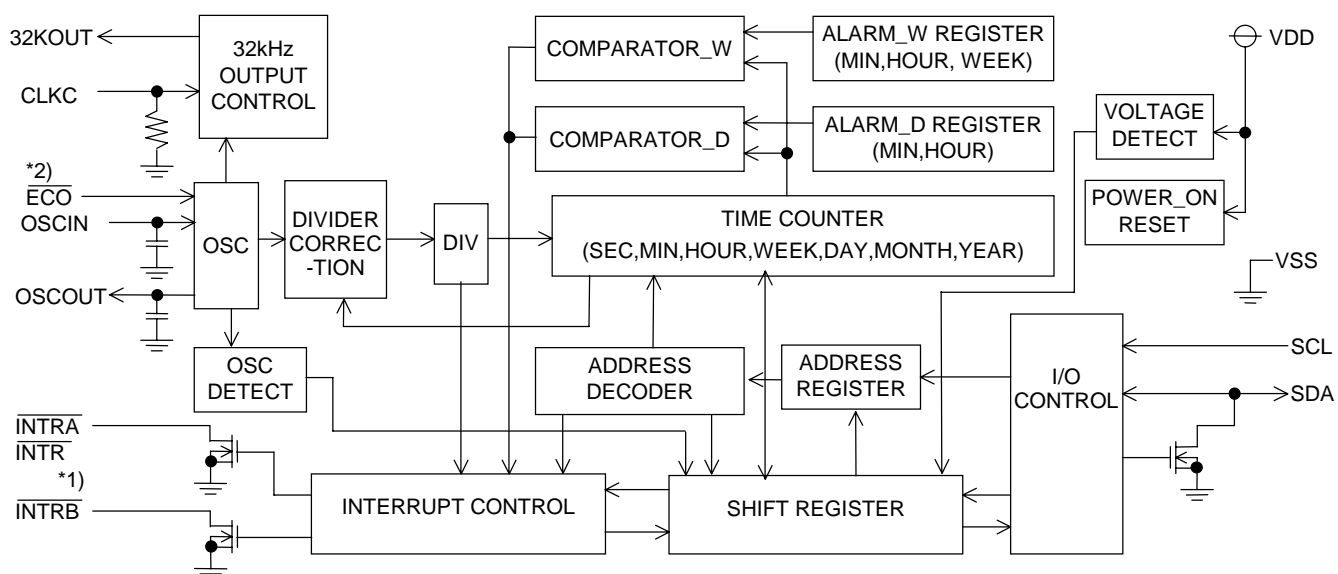 32KOUT
32kHz
OUTPUT
CONTROL
CLKC
COMPARATOR_W
ALARM_W REGISTER
(MIN,HOUR, WEEK)
VDD
COMPARATOR_D
ALARM_D REGISTER
(MIN,HOUR)
VOLTAGE
DETECT
*2)
ECO
OSCIN
OSC
OSCOUT
DIVIDER
CORREC
-TION
DIV
TIME COUNTER
(SEC,MIN,HOUR,WEEK,DAY,MONTH,YEAR)
POWER_ON
RESET
VSS
OSC
DETECT
ADDRESS
DECODER
ADDRESS
REGISTER
I/O
CONTROL
SCL
SDA
INTRA
INTR
*1)
INTRB
INTERRUPT CONTROL
SHIFT REGISTER